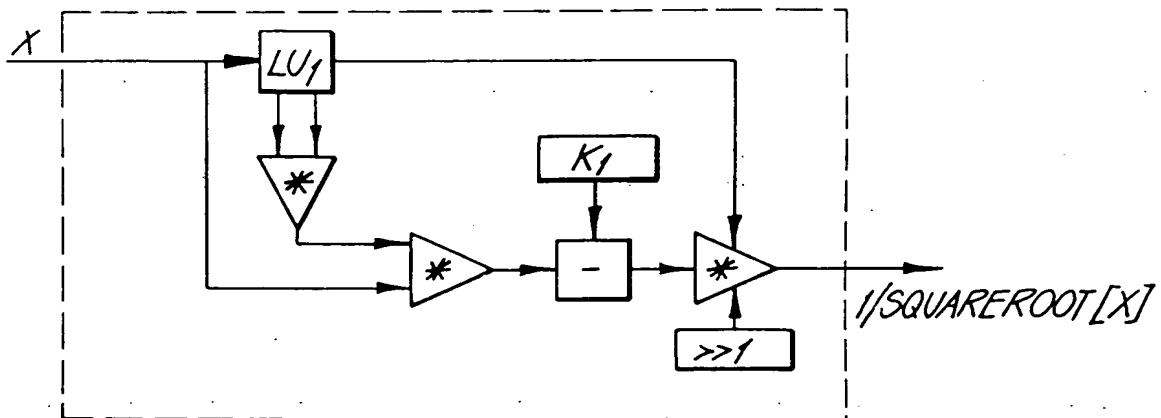 X
LU1
*
K1
*
-
*
>>1
1/SQUAREROOT[X]